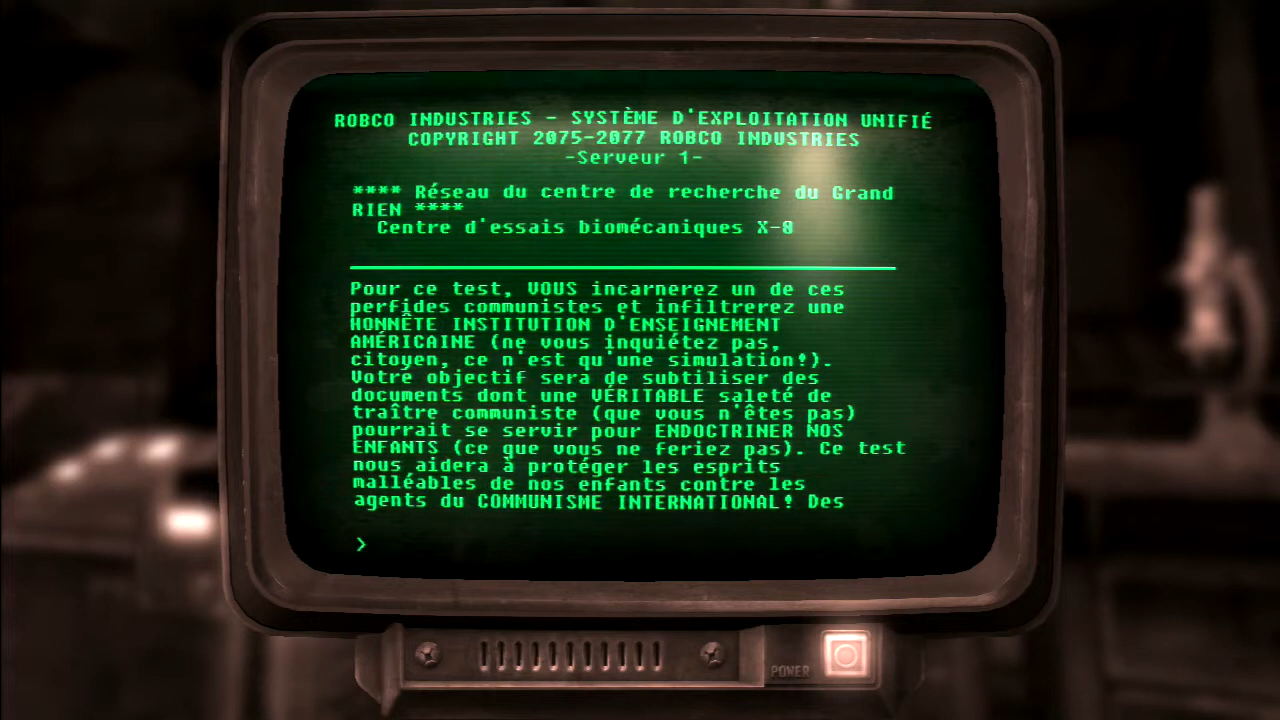 ROBCO INDUSTRIES - SYSTÈME D'EXPLOITATION UNIFIÉ
COPYRIGHT 2075-2077 ROBCO INDUSTRIES
-Serveur 1-
**** Réseau du centre de recherche du Grand
RIEN ****
Centre d'essais biomécaniques X-8
Pour ce test, VOUS incarnerez un de ces
perfides communistes et infiltrerez une
HONNÊTE INSTITUTION D'ENSEIGNEMENT
AMÉRICAINE (ne vous inquiétez pas,
citoyen, ce n'est qu'une simulation!).
Votre objectif sera de subtiliser des
documents dont une VÉRITABLE saleté de
traître communiste (que vous n'êtes pas)
pourrait se servir pour ENDOCTRINER NOS
ENFANTS (ce que vous ne feriez pas). Ce test
nous aidera à protéger les esprits
malléables de nos enfants contre les
agents du COMMUNISME INTERNATIONAL! Des
>
POWER